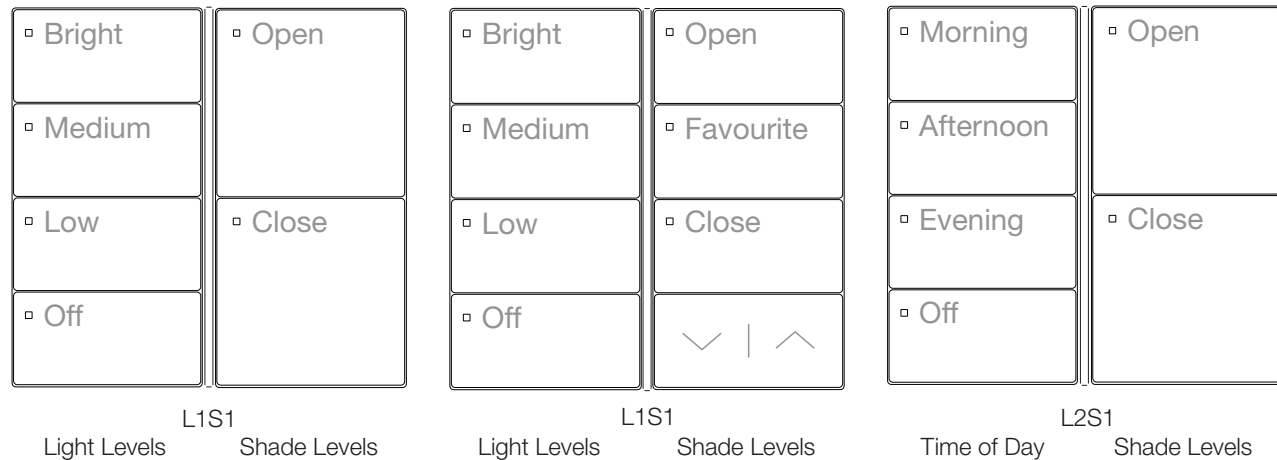 Bright
Medium
Low
Off
Open
Close
L1S1
Light Levels Shade Levels
Bright
Medium
Low
Off
Open
Favourite
Close
L1S1
Light Levels Shade Levels
Morning
Afternoon
Evening
Off
Open
Close
L2S1
Time of Day Shade Levels